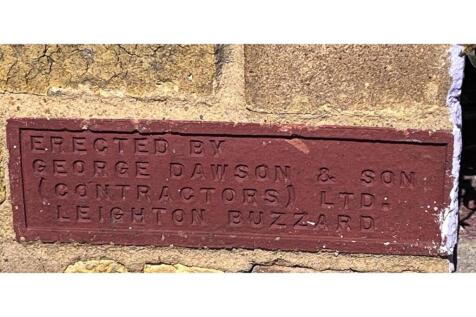 ERECTED BY
GEORGE DAWSON & SON
(CONTRACTORS) LTD.
LEIGHTON BUZZARD